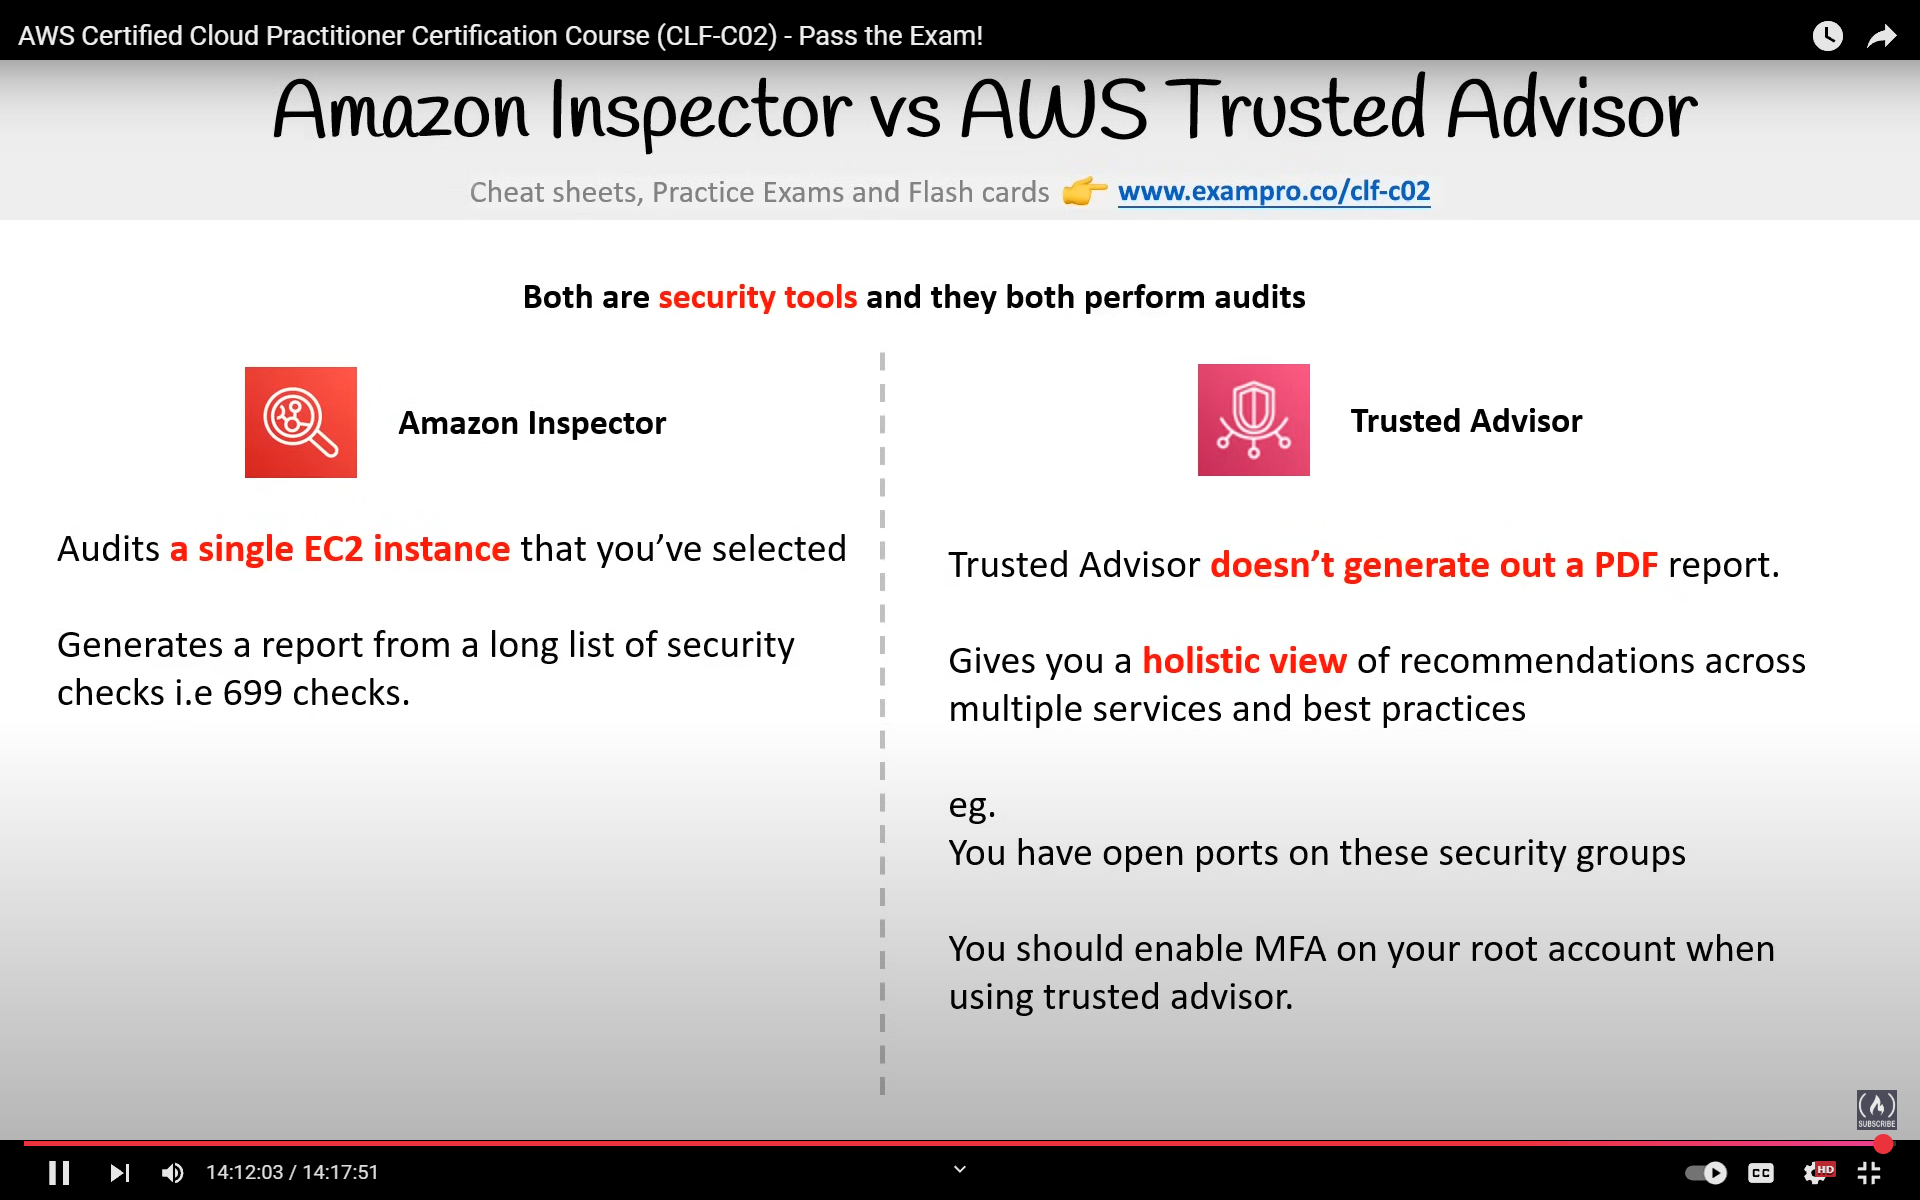 AWS Certified Cloud Practitioner Certification Course (CLF-C02) - Pass the Exam!
Amazon Inspector vs AWS Trusted Advisor
Cheat sheets, Practice Exams and Flash cards 👉 www.exampro.co/clf-c02
Both are security tools and they both perform audits
Amazon Inspector
Audits a single EC2 instance that you’ve selected
Generates a report from a long list of security
checks i.e 699 checks.
Trusted Advisor
Trusted Advisor doesn’t generate out a PDF report.
Gives you a holistic view of recommendations across
multiple services and best practices
eg.
You have open ports on these security groups
You should enable MFA on your root account when
using trusted advisor.
SUBSCRIBE
14:12:03 / 14:17:51
CC
HD